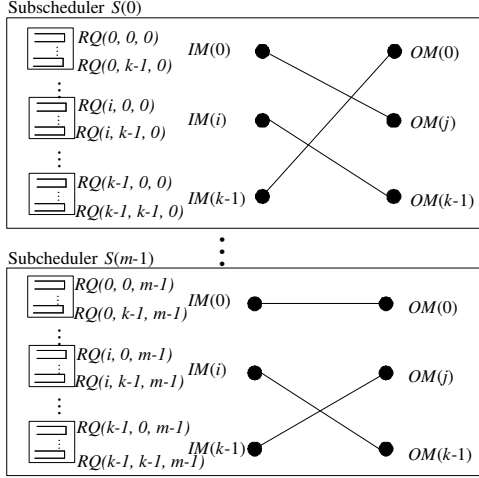 Subscheduler S(0)
RQ(0, 0, 0)
RQ(0, k-1, 0)
IM(0)
OM(0)
RQ(i, 0, 0)
RQ(i, k-1, 0)
IM(i)
OM(j)
RQ(k-1, 0, 0)
RQ(k-1, k-1, 0)
IM(k-1)
OM(k-1)
Subcheduler S(m-1)
RQ(0, 0, m-1)
RQ(0, k-1, m-1)
IM(0)
OM(0)
RQ(i, 0, m-1)
RQ(i, k-1, m-1)
IM(i)
OM(j)
RQ(k-1, 0, m-1)
RQ(k-1, k-1, m-1)
IM(k-1)
OM(k-1)